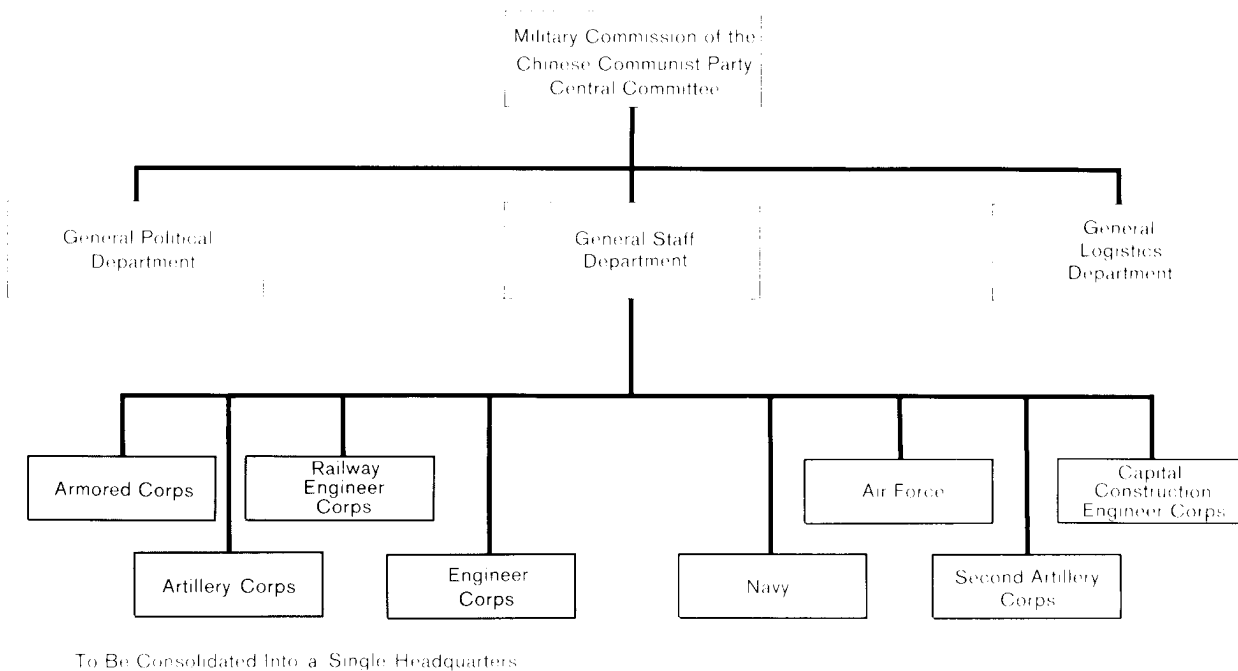 Military Commission of the
Chinese Communist Party
Central Committee
General Political
Department
General Staff
Department
General
Logistics
Department
Armored Corps
Railway
Engineer
Corps
Air Force
Capital
Construction
Engineer Corps
Artillery Corps
Engineer
Corps
Navy
Second Artillery
Corps
To Be Consolidated Into a Single Headquarters